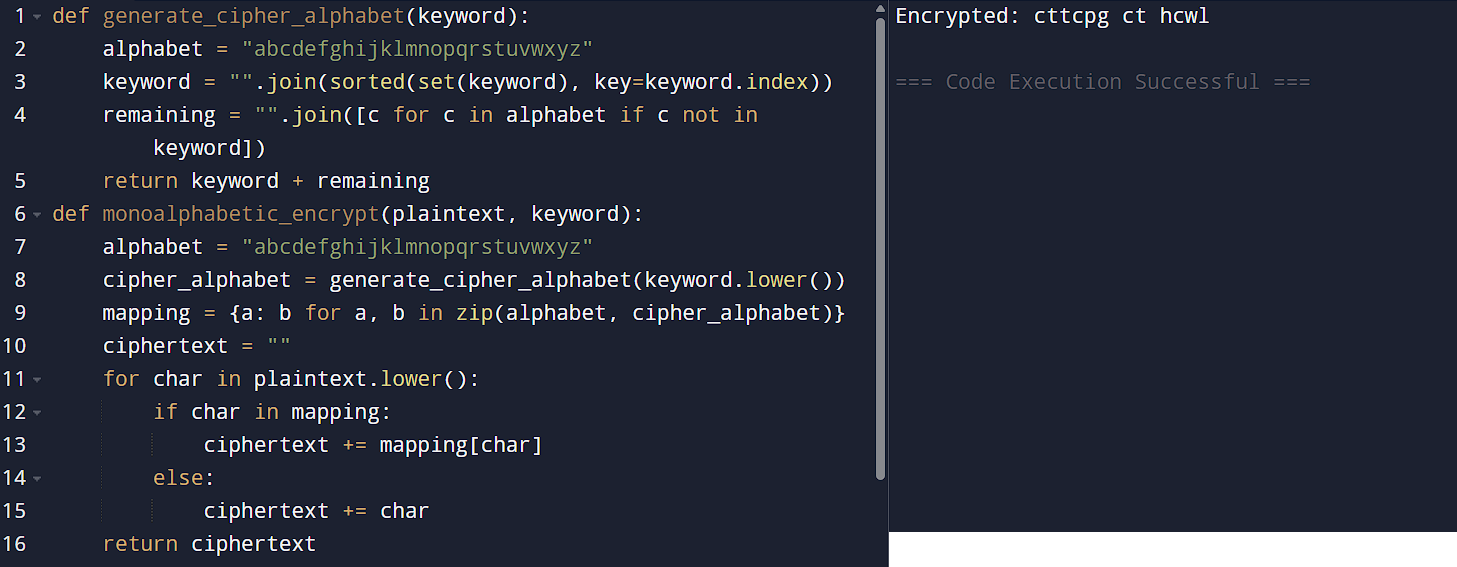 1 def generate_cipher_alphabet(keyword):
2     alphabet = "abcdefghijklmnopqrstuvwxyz"
3     keyword = "".join(sorted(set(keyword), key=keyword.index))
4     remaining = "".join([c for c in alphabet if c not in
            keyword])
5     return keyword + remaining
6 def monoalphabetic_encrypt(plaintext, keyword):
7     alphabet = "abcdefghijklmnopqrstuvwxyz"
8     cipher_alphabet = generate_cipher_alphabet(keyword.lower())
9     mapping = {a: b for a, b in zip(alphabet, cipher_alphabet)}
10     ciphertext = ""
11     for char in plaintext.lower():
12         if char in mapping:
13             ciphertext += mapping[char]
14         else:
15             ciphertext += char
16     return ciphertext
Encrypted: cttcpg ct hcwl
=== Code Execution Successful ===